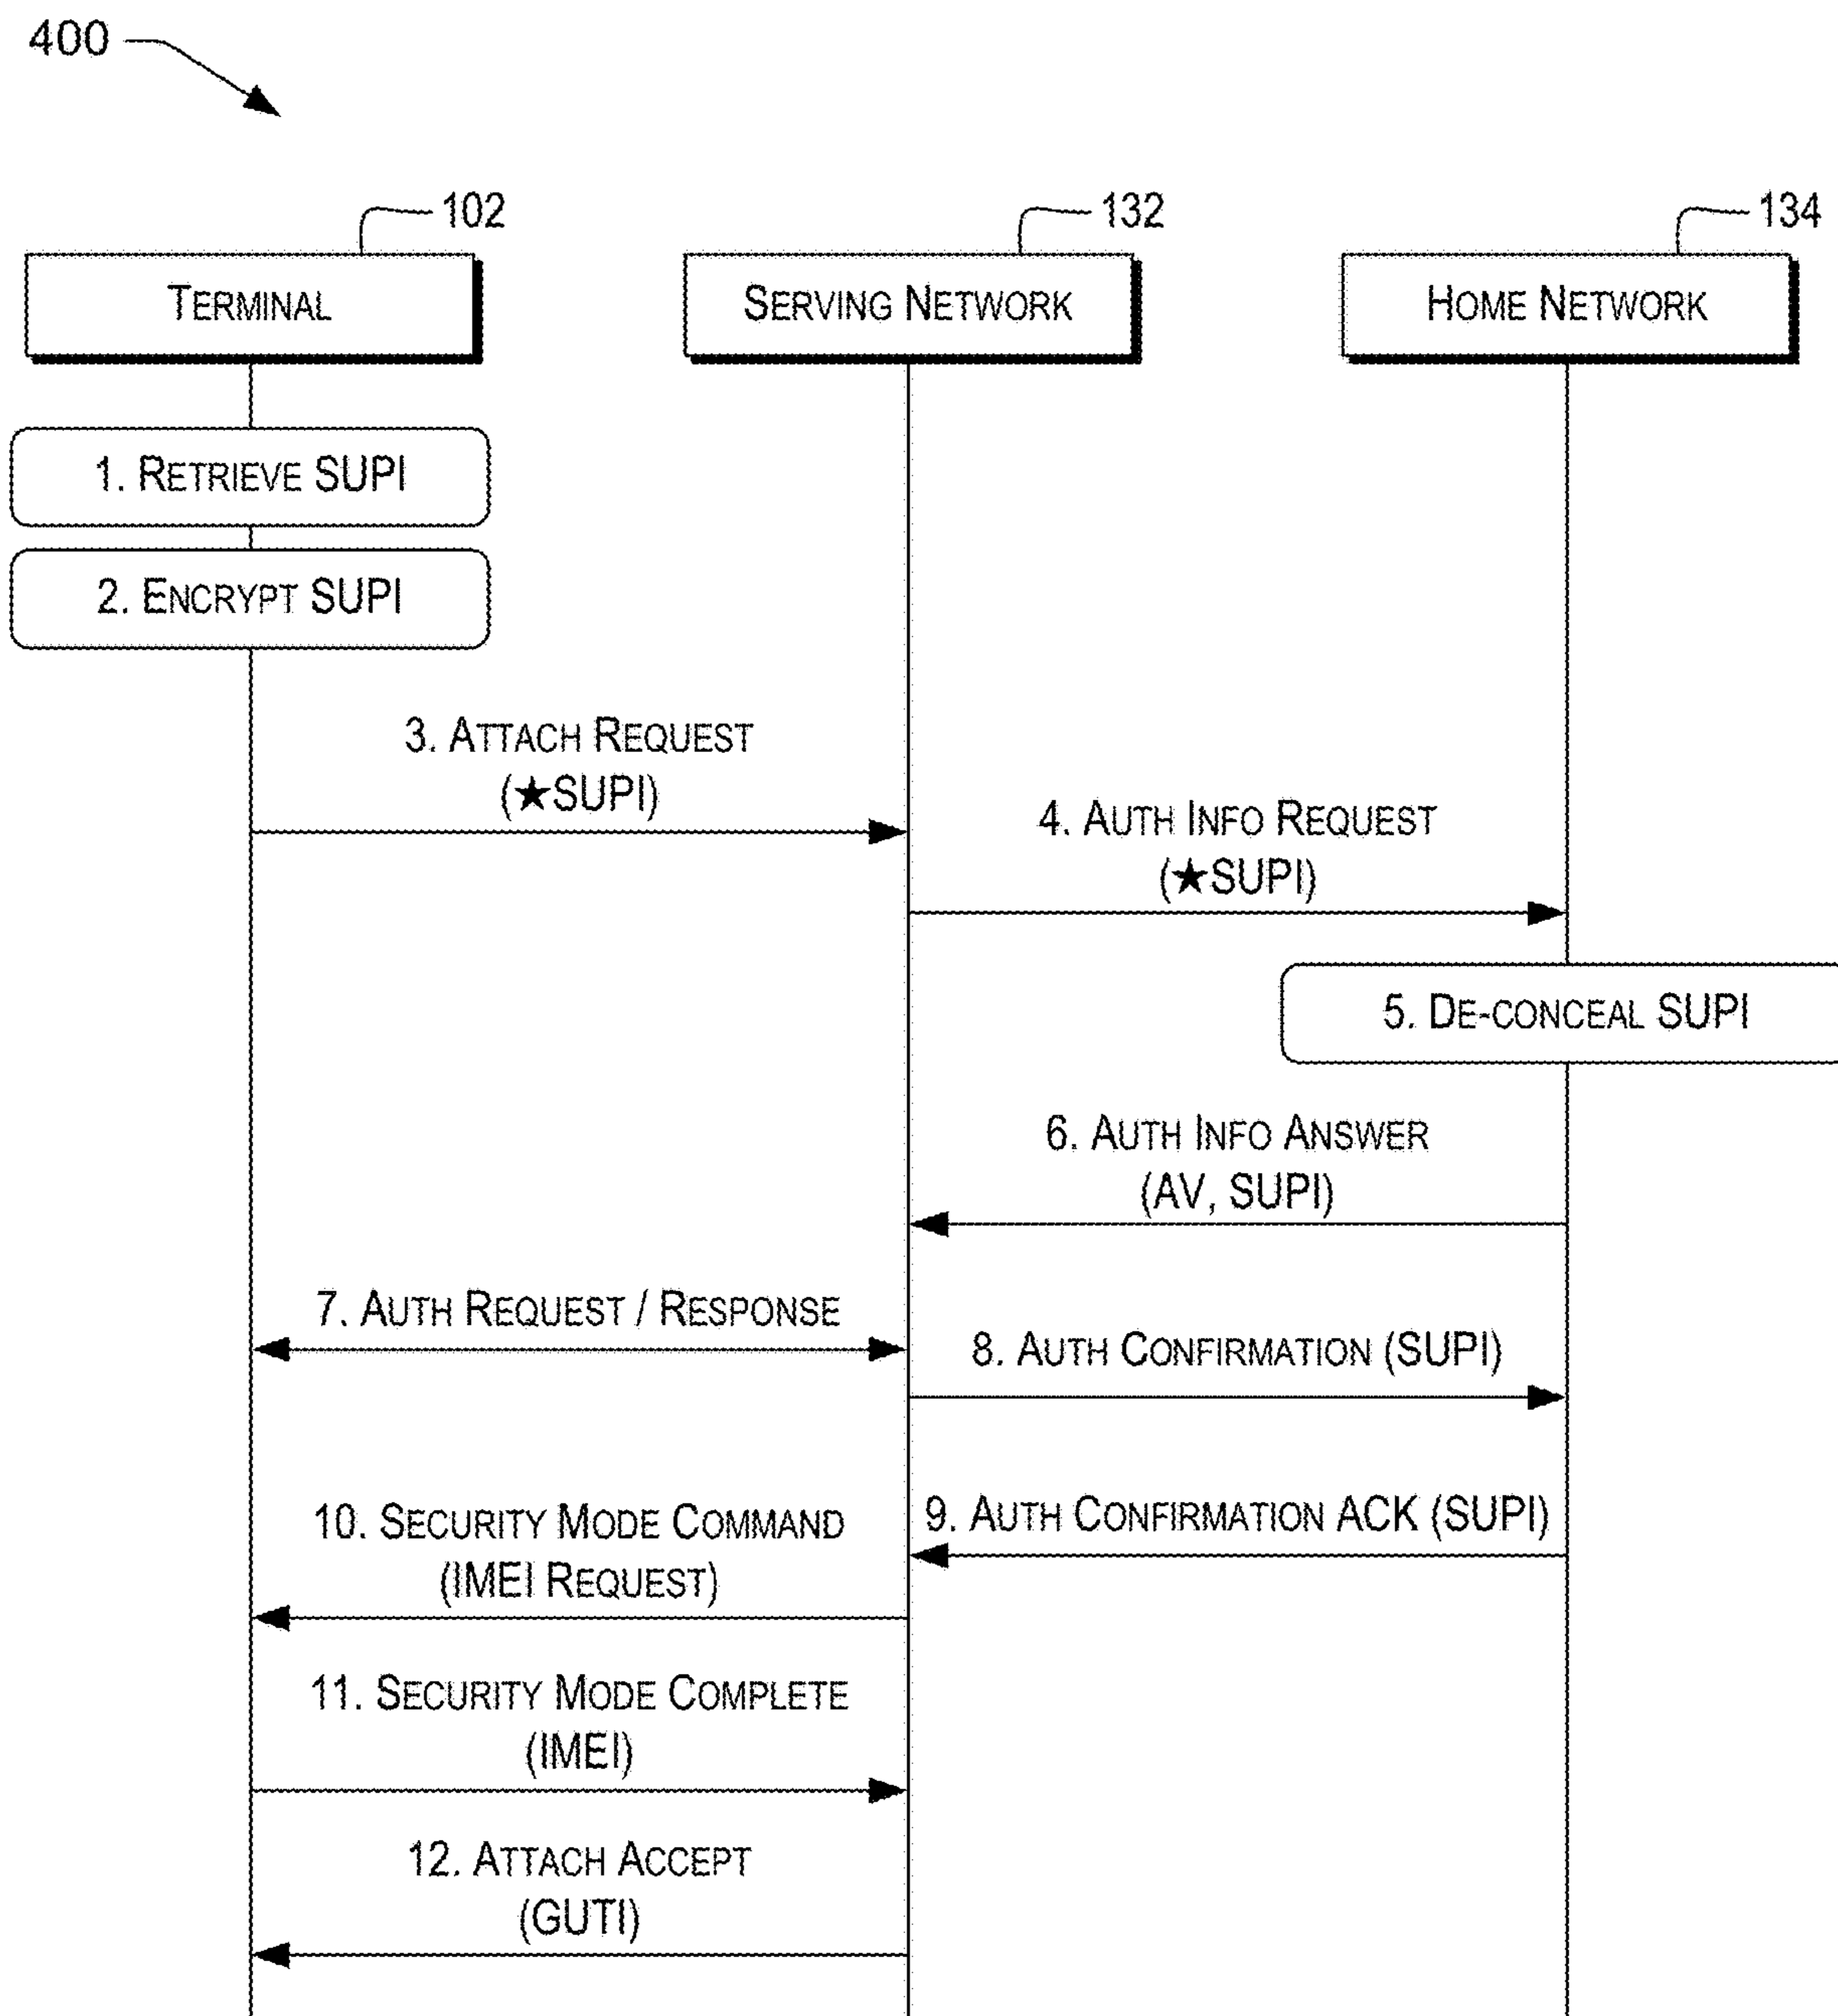 400
102
132
134
TERMINAL
SERVING NETWORK
HOME NETWORK
1. RETRIEVE SUPI
2. ENCRYPT SUPI
3. ATTACH REQUEST
(★SUPI)
4. AUTH INFO REQUEST
(★SUPI)
5. DE-CONCEAL SUPI
6. AUTH INFO ANSWER
(AV, SUPI)
7. AUTH REQUEST / RESPONSE
8. AUTH CONFIRMATION (SUPI)
9. AUTH CONFIRMATION ACK (SUPI)
10. SECURITY MODE COMMAND
(IMEI REQUEST)
11. SECURITY MODE COMPLETE
(IMEI)
12. ATTACH ACCEPT
(GUTI)